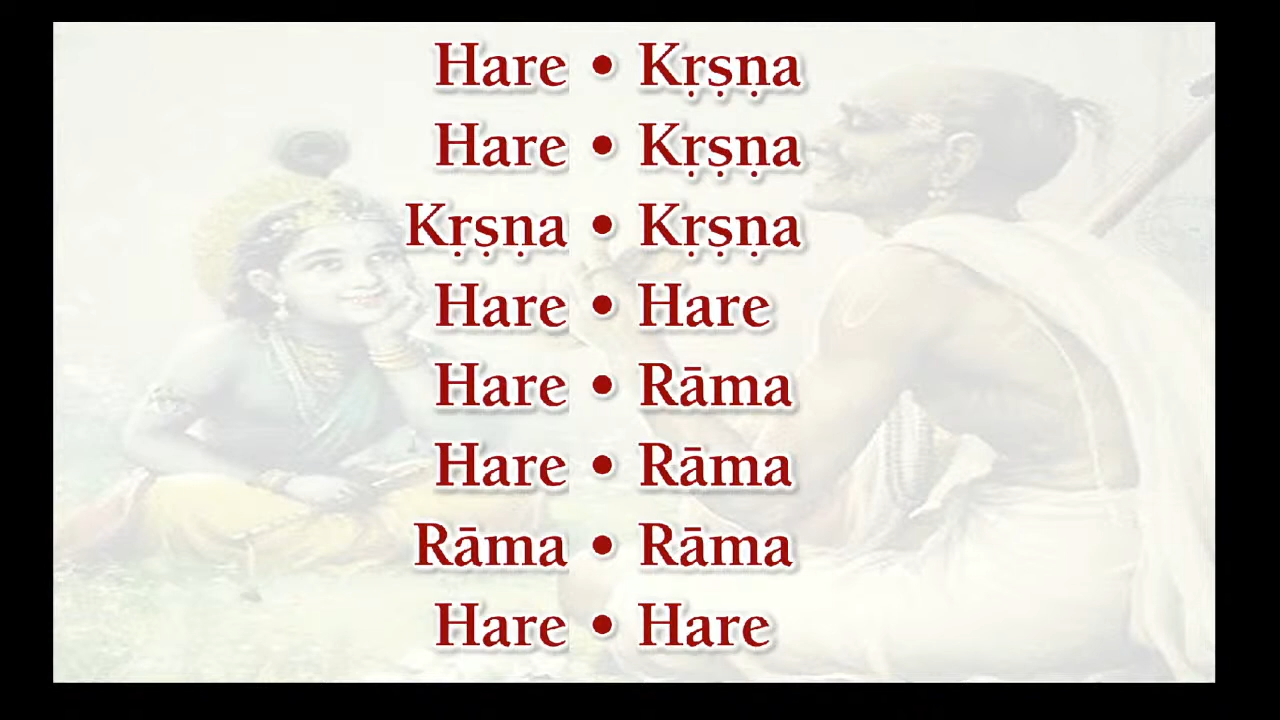 Hare • Kṛṣṇa
Hare • Kṛṣṇa
Kṛṣṇa • Kṛṣṇa
Hare • Hare
Hare • Rāma
Hare • Rāma
Rāma • Rāma
Hare • Hare